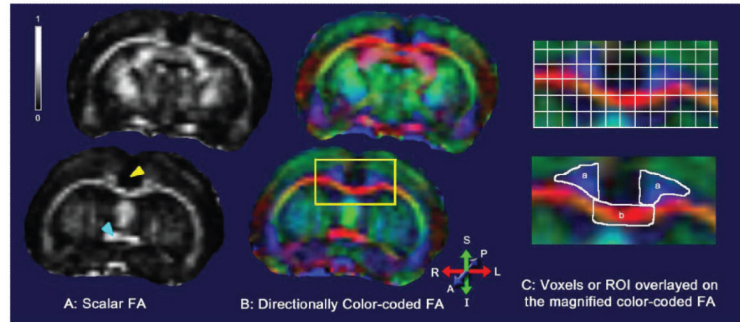 1
0
a
a
b
S
P
R
L
A
I
A: Scalar FA
B: Directionally Color-coded FA
C: Voxels or ROI overlayed on
the magnified color-coded FA